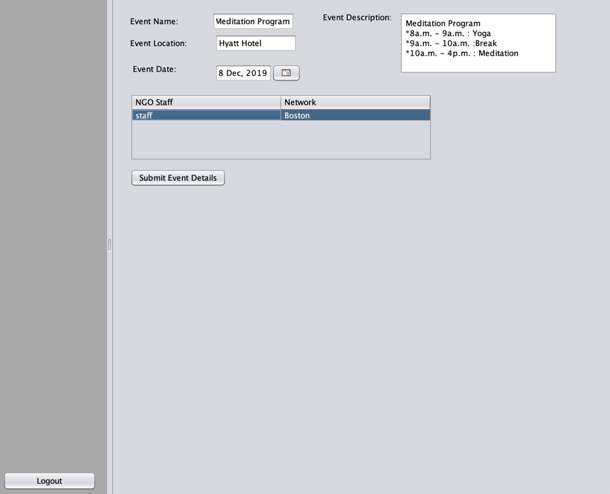 Event Name: Meditation Program
Event Description:
Meditation Program
*8a.m. - 9a.m. : Yoga
*9a.m. - 10a.m. :Break
*10a.m. - 4p.m. : Meditation
Event Location: Hyatt Hotel
Event Date: 8 Dec, 2019
NGO Staff Network
staff Boston
Submit Event Details
Logout